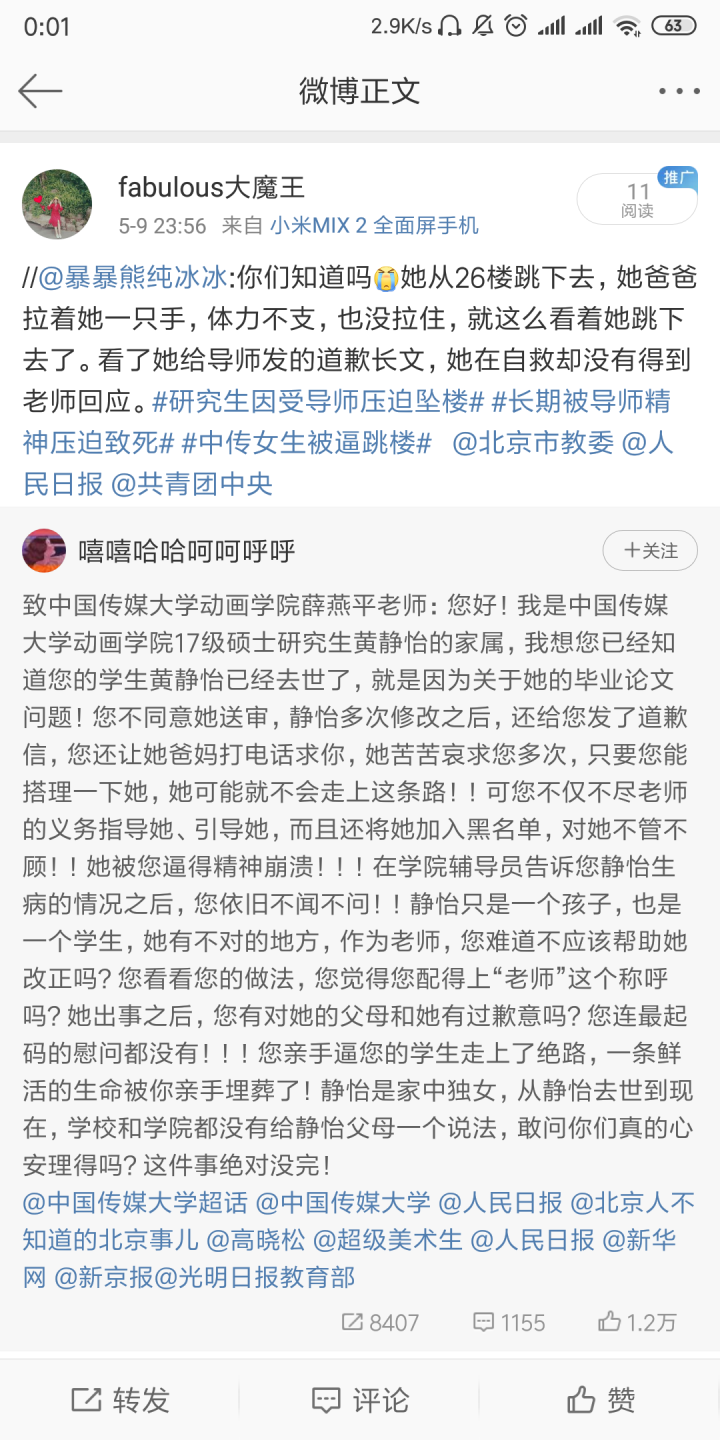 0:01
2.9K/s
63
微博正文
fabulous大魔王
推广
11
阅读
5-9 23:56 来自 小米MIX 2 全面屏手机
//@暴暴熊纯冰冰:你们知道吗😭她从26楼跳下去，她爸爸
拉着她一只手，体力不支，也没拉住，就这么看着她跳下
去了。看了她给导师发的道歉长文，她在自救却没有得到
老师回应。#研究生因受导师压迫坠楼# #长期被导师精
神压迫致死# #中传女生被逼跳楼# @北京市教委 @人
民日报 @共青团中央
嘻嘻哈哈呵呵呼呼
+关注
致中国传媒大学动画学院薛燕平老师：您好！我是中国传媒
大学动画学院17级硕士研究生黄静怡的家属，我想您已经知
道您的学生黄静怡已经去世了，就是因为关于她的毕业论文
问题！您不同意她送审，静怡多次修改之后，还给您发了道歉
信，您还让她爸妈打电话求你，她苦苦哀求您多次，只要您能
搭理一下她，她可能就不会走上这条路！！可您不仅不尽老师
的义务指导她、引导她，而且还将她加入黑名单，对她不管不
顾！！她被您逼得精神崩溃！！！在学院辅导员告诉您静怡生
病的情况之后，您依旧不闻不问！！静怡只是一个孩子，也是
一个学生，她有不对的地方，作为老师，您难道不应该帮助她
改正吗？您看看您的做法，您觉得您配得上“老师”这个称呼
吗？她出事之后，您有对她的父母和她有过歉意吗？您连最起
码的慰问都没有！！！您亲手逼您的学生走上了绝路，一条鲜
活的生命被你亲手埋葬了！静怡是家中独女，从静怡去世到现
在，学校和学院都没有给静怡父母一个说法，敢问你们真的心
安理得吗？这件事绝对没完！
@中国传媒大学超话 @中国传媒大学 @人民日报 @北京人不
知道的北京事儿 @高晓松 @超级美术生 @人民日报 @新华
网 @新京报@光明日报教育部
8407 1155 1.2万
转发 评论 赞